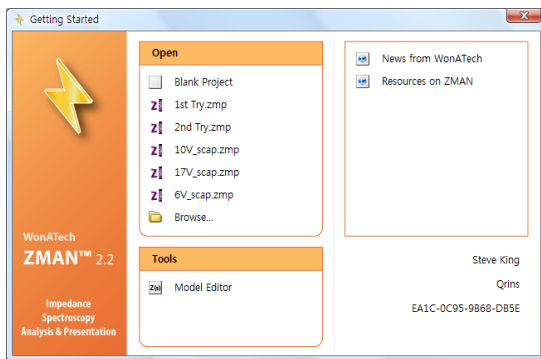 Getting Started
Open
Blank Project
1st Try.zmp
2nd Try.zmp
10V_scap.zmp
17V_scap.zmp
6V_scap.zmp
Browse...
News from WonATech
Resources on ZMAN
WonATech
ZMAN™ 2.2
Impedance
Spectroscopy
Analysis & Presentation
Tools
Model Editor
Steve King
Qrins
EA1C-0C95-9B68-DB5E